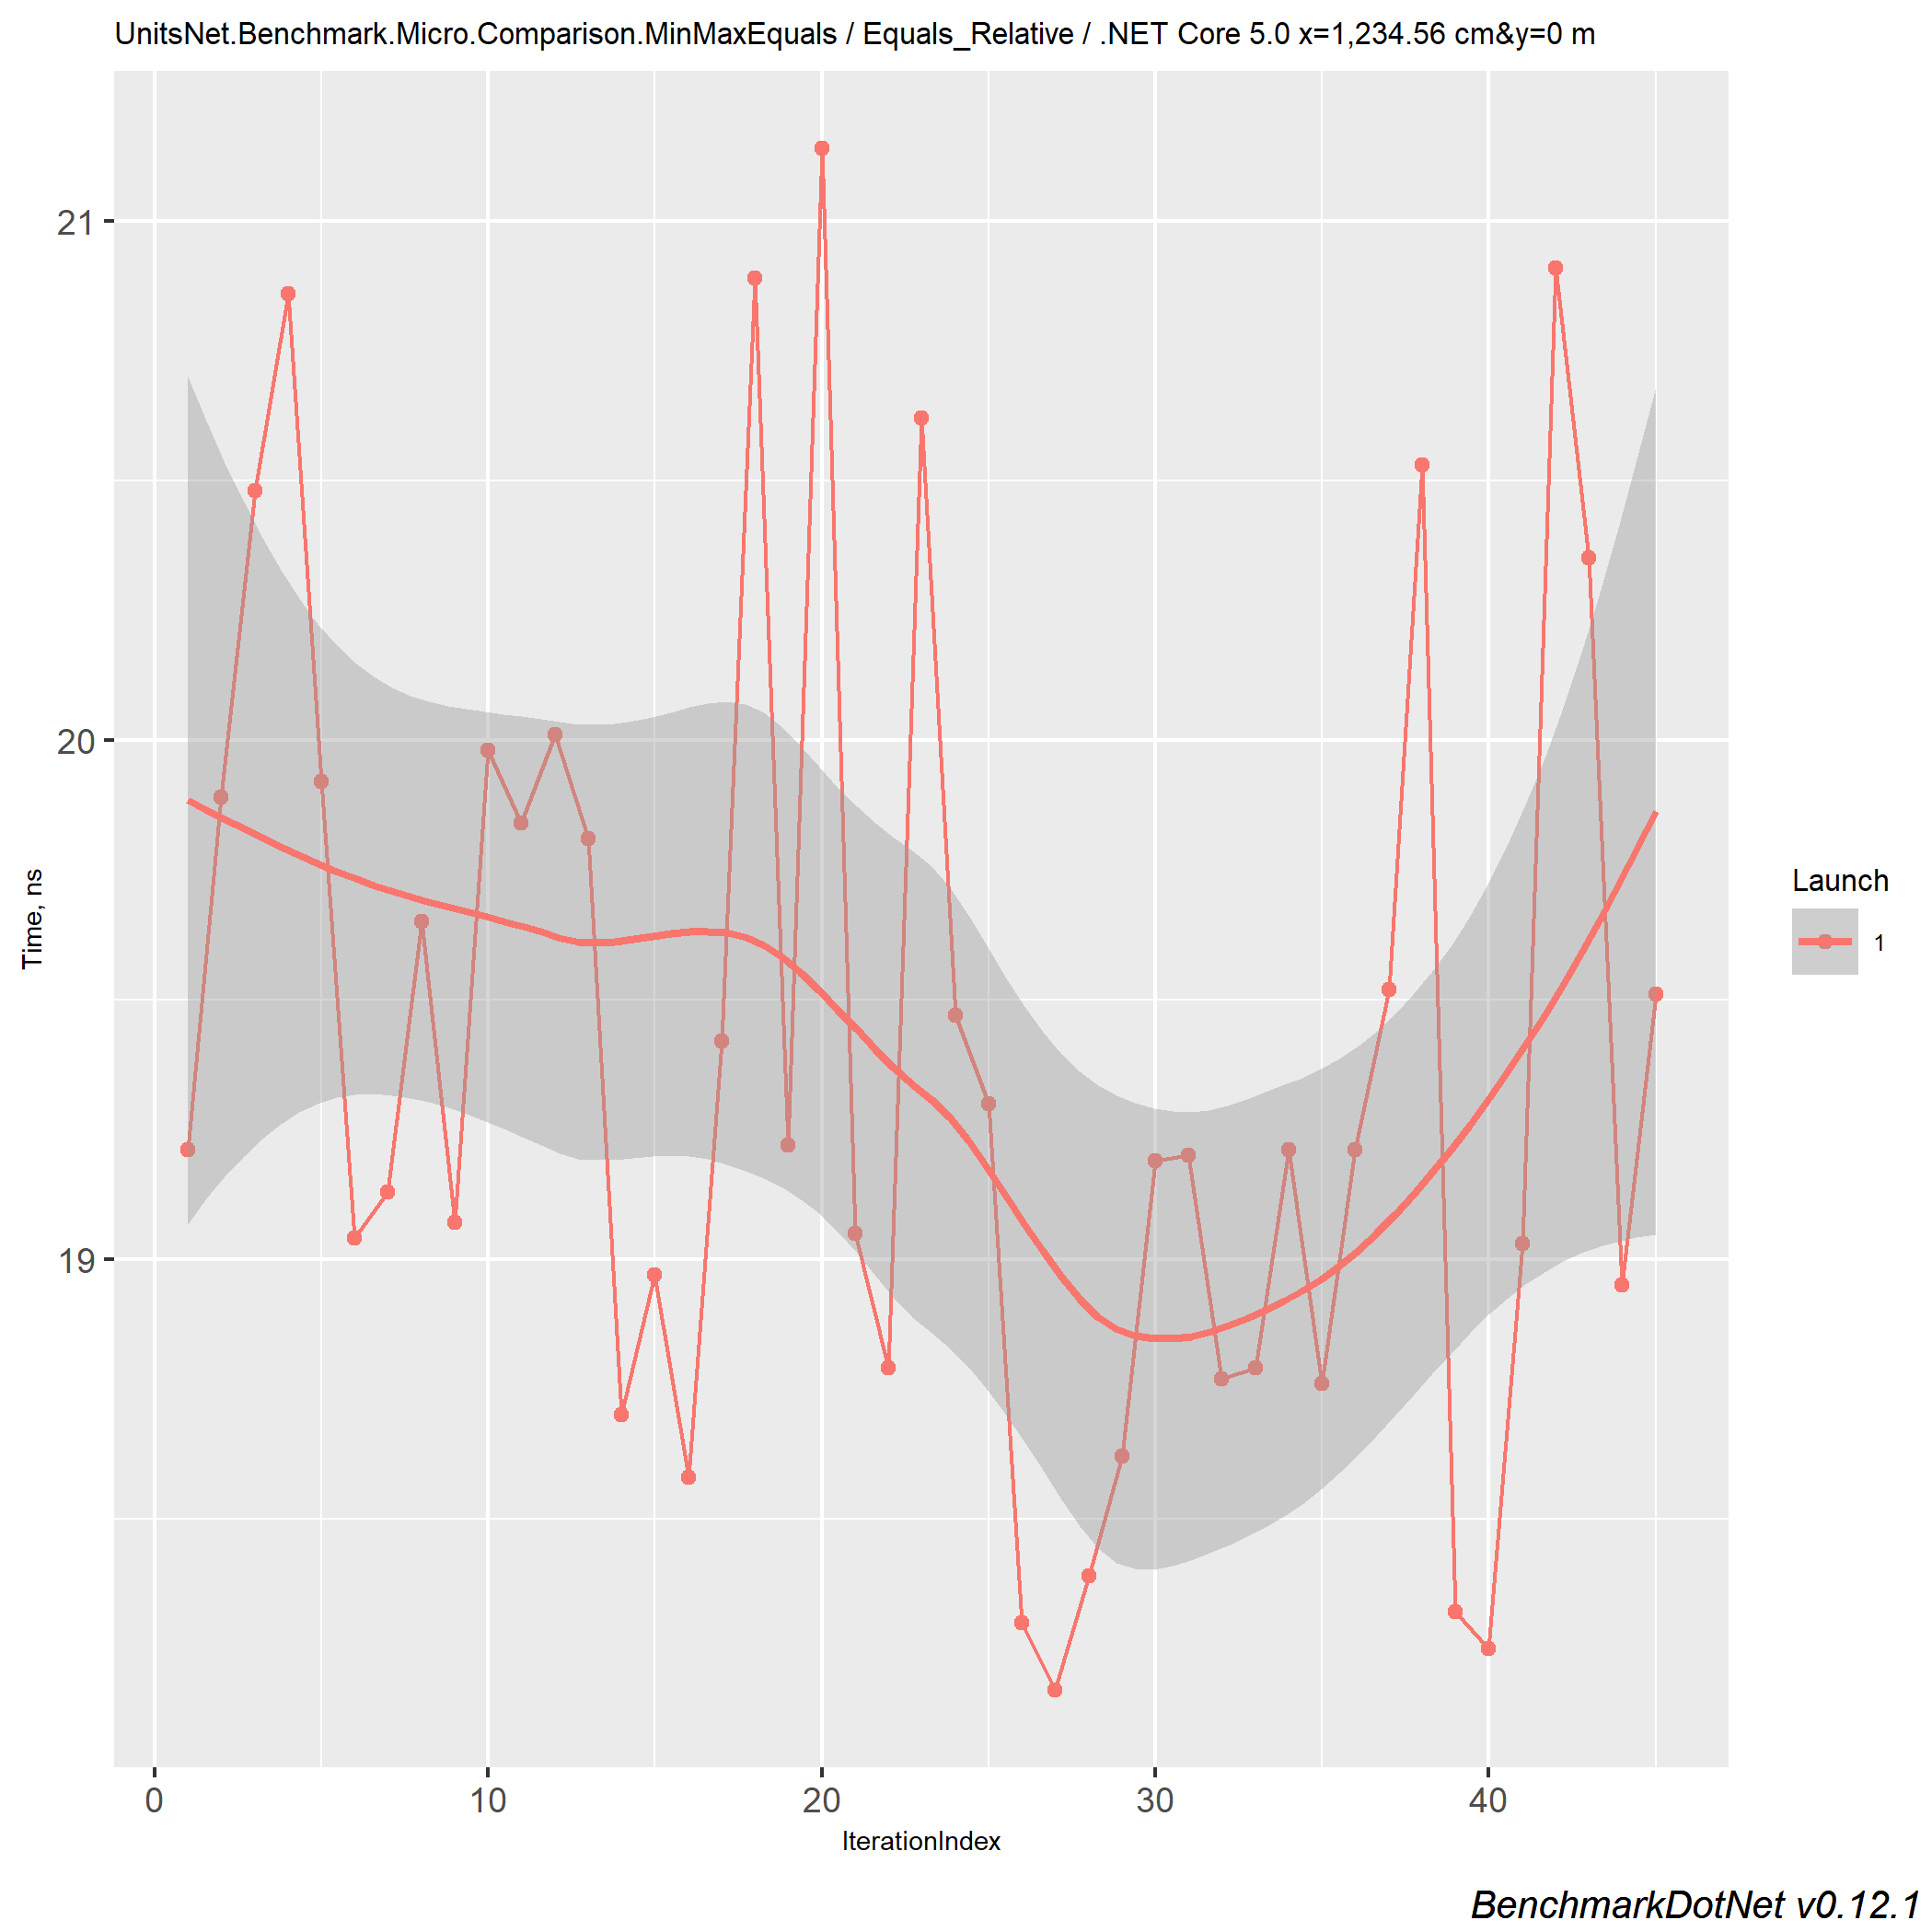 UnitsNet.Benchmark.Micro.Comparison.MinMaxEquals / Equals_Relative / .NET Core 5.0 x=1,234.56 cm&y=0 m
21
20
19
Time, ns
Launch
1
0 10 20 30 40
IterationIndex
BenchmarkDotNet v0.12.1